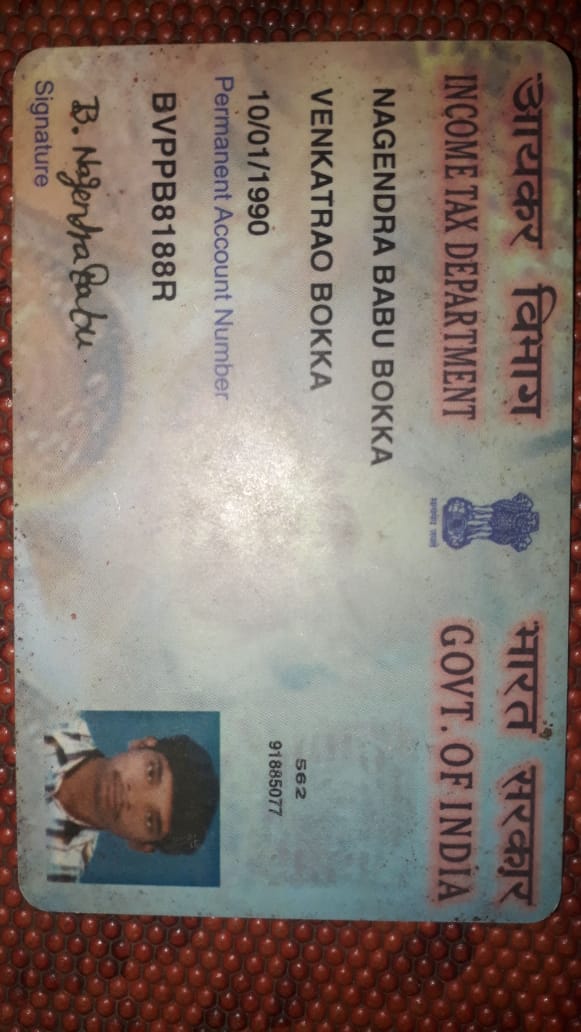 आयकर विभाग
INCOME TAX DEPARTMENT
भारत सरकार
GOVT. OF INDIA
NAGENDRA BABU BOKKA
VENKATRAO BOKKA
10/01/1990
Permanent Account Number
BVPPB8188R
B. Nagendra Babu.
Signature
562
91885077